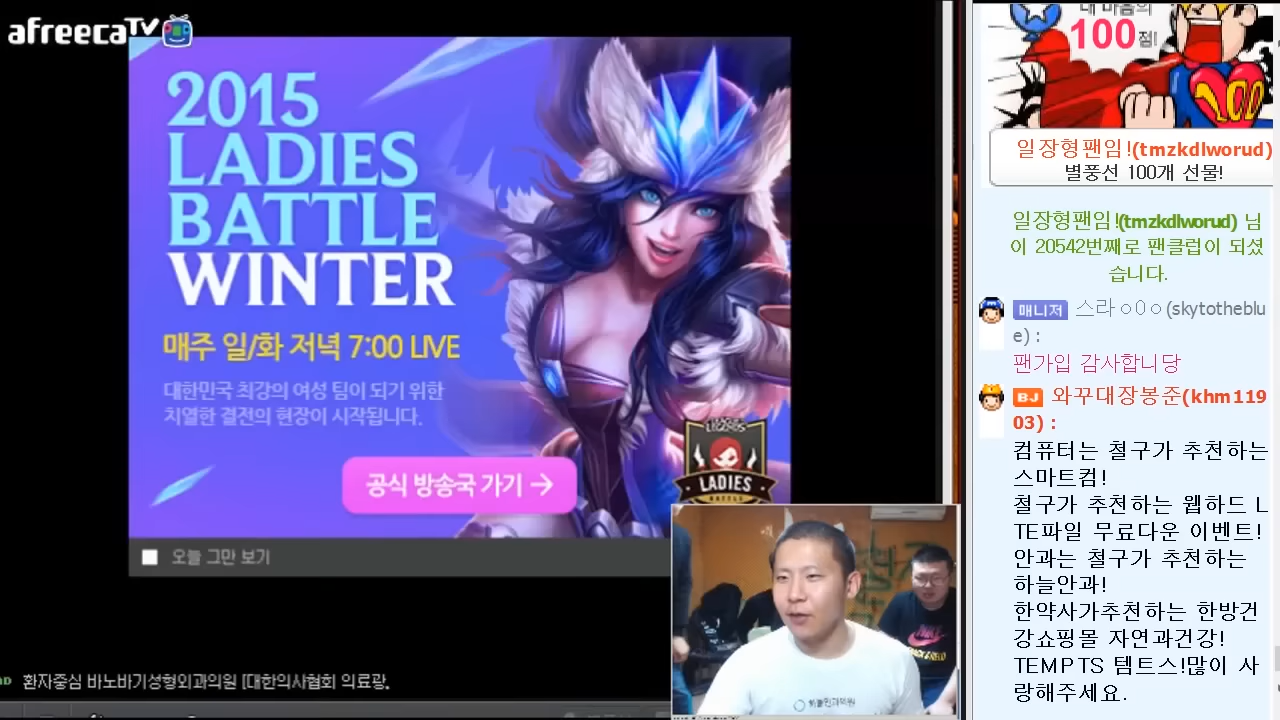 afreecaTV
2015
LADIES
BATTLE
WINTER
매주 일/화 저녁 7:00 LIVE
대한민국 최강의 여성 팀이 되기 위한
치열한 결전의 현장이 시작됩니다.
공식 방송국 가기 →
LEGENDS
LADIES
BATTLE
오늘 그만 보기
환자중심 바노바기성형외과의원 [대한의사협회 의료광.
내 마음의
100점!
일장형팬임!(tmzkdlworud)
별풍선 100개 선물!
일장형팬임!(tmzkdlworud) 님
이 20542번째로 팬클럽이 되셨
습니다.
매니저 스라ㅇ0ㅇ(skytotheblu
e) :
팬가입 감사합니당
BJ 와꾸대장봉준(khm119
03) :
컴퓨터는 철구가 추천하는
스마트컴!
철구가 추천하는 웹하드 L
TE파일 무료다운 이벤트!
안과는 철구가 추천하는
하늘안과!
한약사가추천하는 한방건
강쇼핑몰 자연과건강!
TEMPTS 템트스!많이 사
랑해주세요.